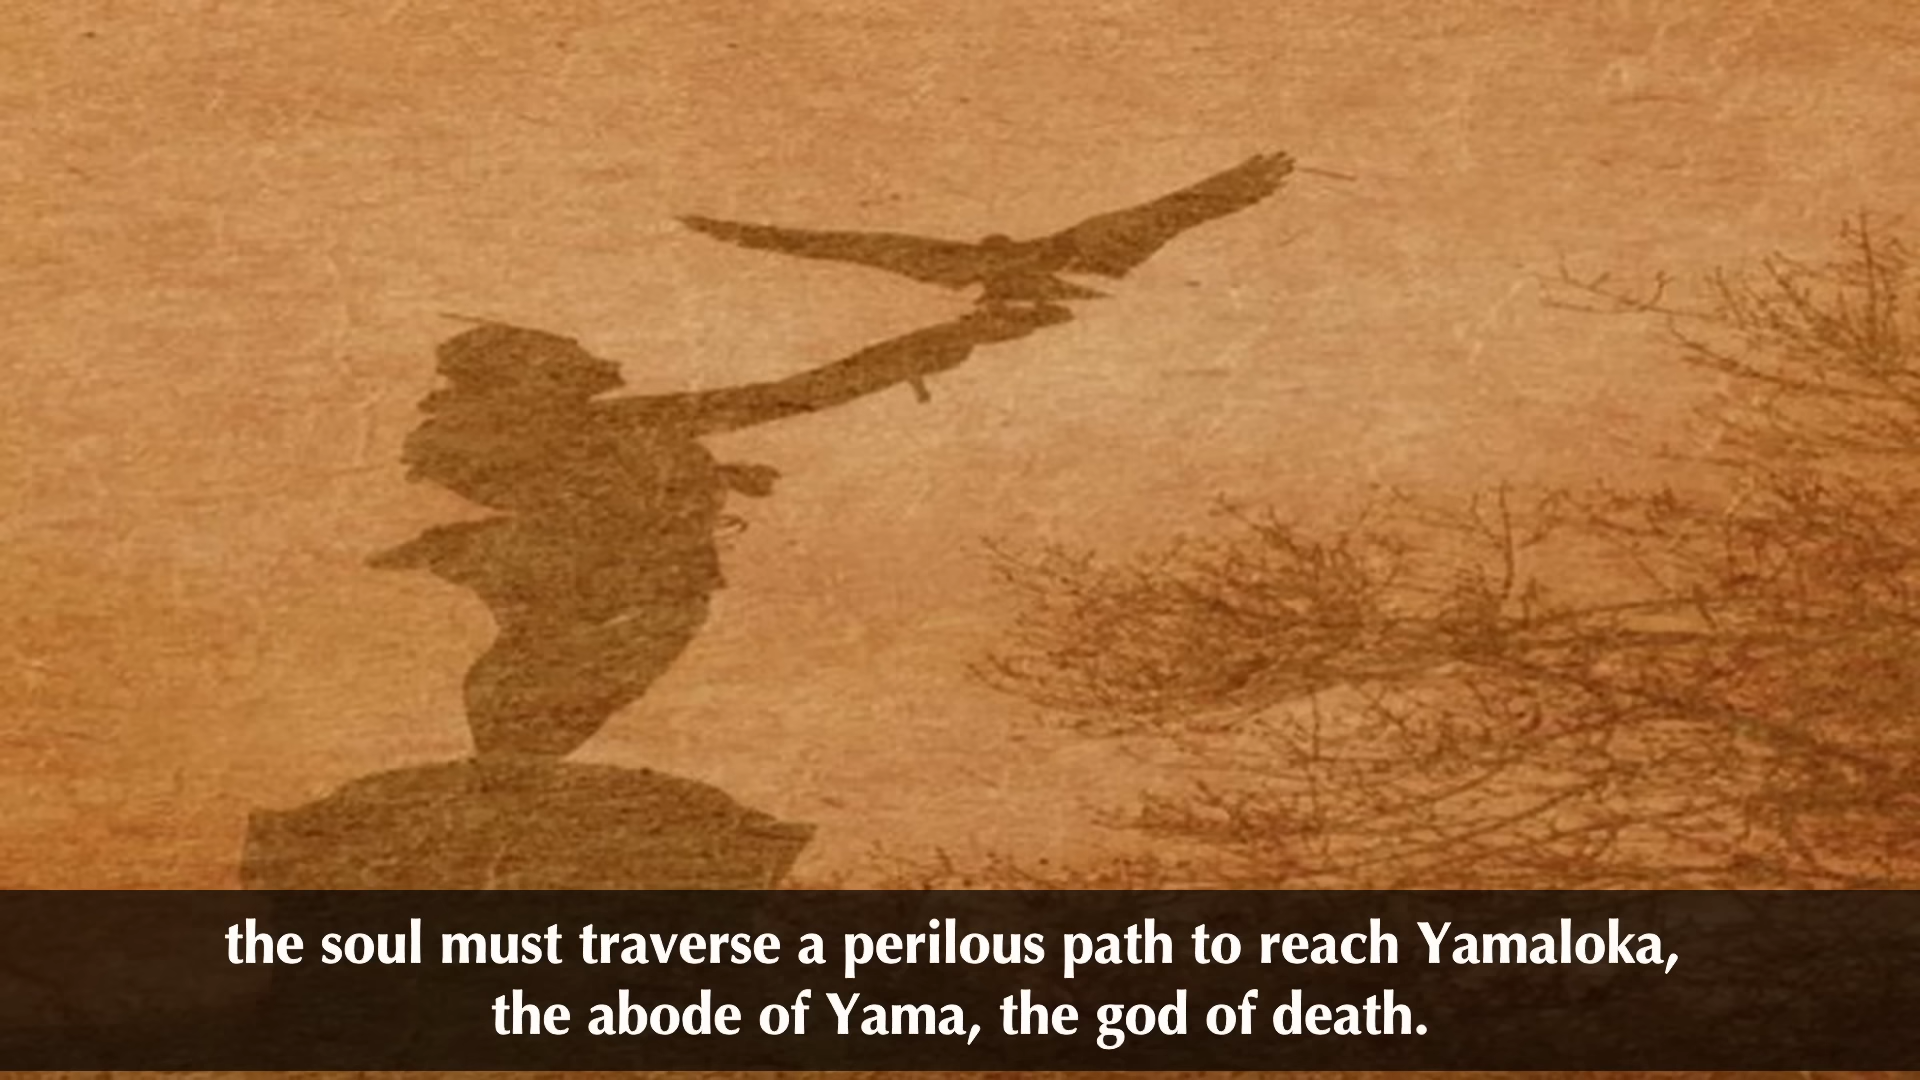 the soul must traverse a perilous path to reach Yamaloka,
the abode of Yama, the god of death.